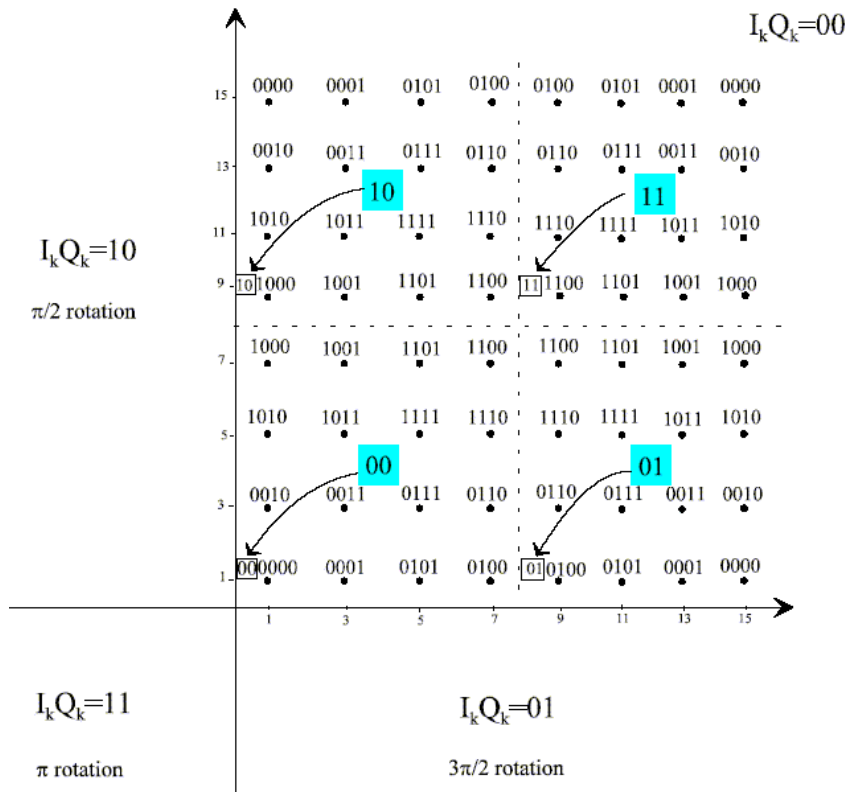 I_kQ_k=00
15 0000 0001 0101 0100 0100 0101 0001 0000
13 0010 0011 0111 0110 0110 0111 0011 0010
10 11
11 1010 1011 1111 1110 1110 1111 1011 1010
I_kQ_k=10
9 10 1000 1001 1101 1100 11 1100 1101 1001 1000
π/2 rotation
7 1000 1001 1101 1100 1100 1101 1001 1000
5 1010 1011 1111 1110 1110 1111 1011 1010
00 01
3 0010 0011 0111 0110 0110 0111 0011 0010
1 00 0000 0001 0101 0100 01 0100 0101 0001 0000
1 3 5 7 9 11 13 15
I_kQ_k=11 I_kQ_k=01
π rotation 3π/2 rotation